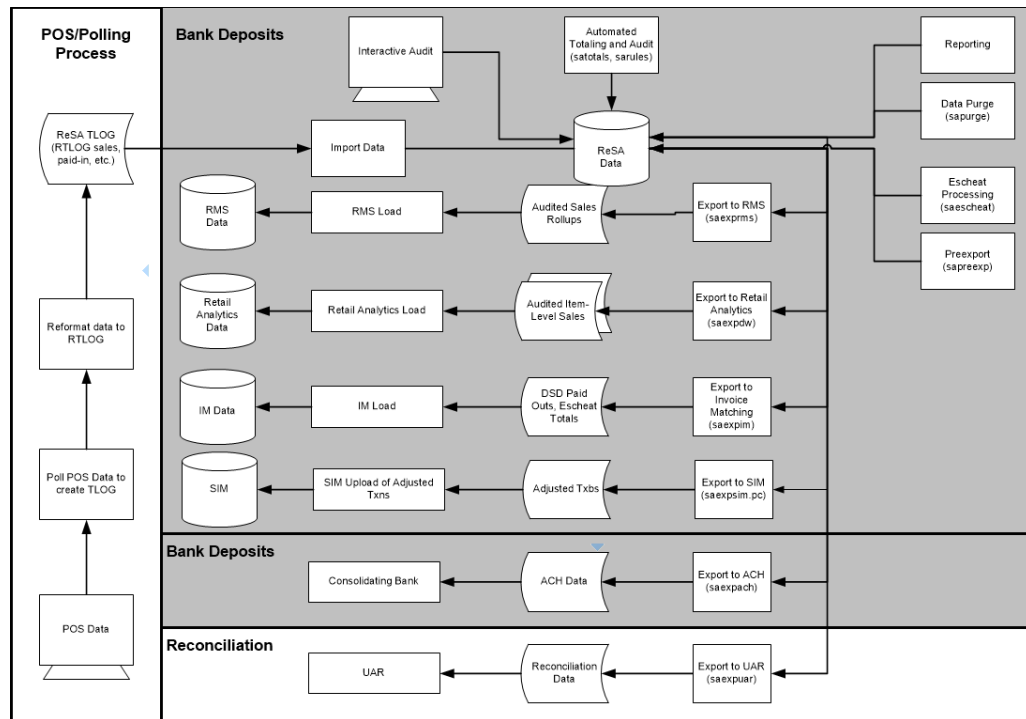 POS/Polling
Process
ReSA TLOG
(RTLOG sales,
paid-in, etc.)
Reformat data to
RTLOG
Poll POS Data to
create TLOG
POS Data
Bank Deposits
Interactive Audit
Automated
Totaling and Audit
(satotals, sarules)
Reporting
Data Purge
(sapurge)
Import Data
ReSA
Data
Escheat
Processing
(saescheat)
Preexport
(sapreexp)
RMS
Data
RMS Load
Audited Sales
Rollups
Export to RMS
(saexprms)
Retail
Analytics
Data
Retail Analytics Load
Audited Item-
Level Sales
Export to Retail
Analytics
(saexpdw)
IM Data
IM Load
DSD Paid
Outs, Escheat
Totals
Export to
Invoice
Matching
(saexpim)
SIM
SIM Upload of Adjusted
Txns
Adjusted Txbs
Export to SIM
(saexpsim.pc)
Bank Deposits
Consolidating Bank
ACH Data
Export to ACH
(saexpach)
Reconciliation
UAR
Reconciliation
Data
Export to UAR
(saexpuar)